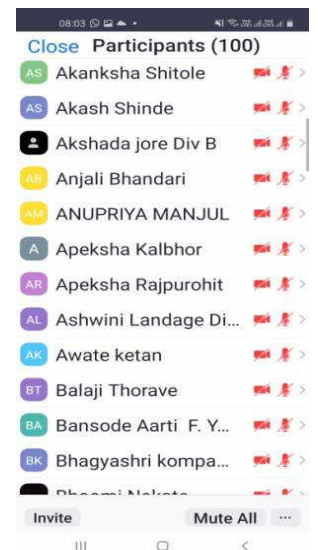 08:03
Close Participants (100)
AS Akanksha Shitole
AS Akash Shinde
Akshada jore Div B
AB Anjali Bhandari
AM ANUPRIYA MANJUL
A Apeksha Kalbhor
AR Apeksha Rajpurohit
AL Ashwini Landage Di...
AK Awate ketan
BT Balaji Thorave
BA Bansode Aarti F. Y...
BK Bhagyashri kompa...
Invite Mute All ...